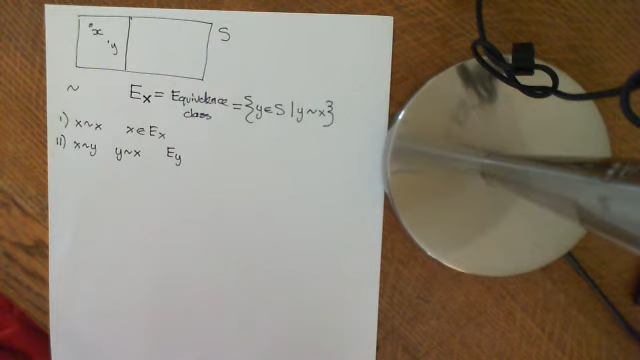 x
y
S
~ Eₓ = Equivalence class = {y∈S | y~x}
i) x~x x∈Eₓ
ii) x~y y~x Ey